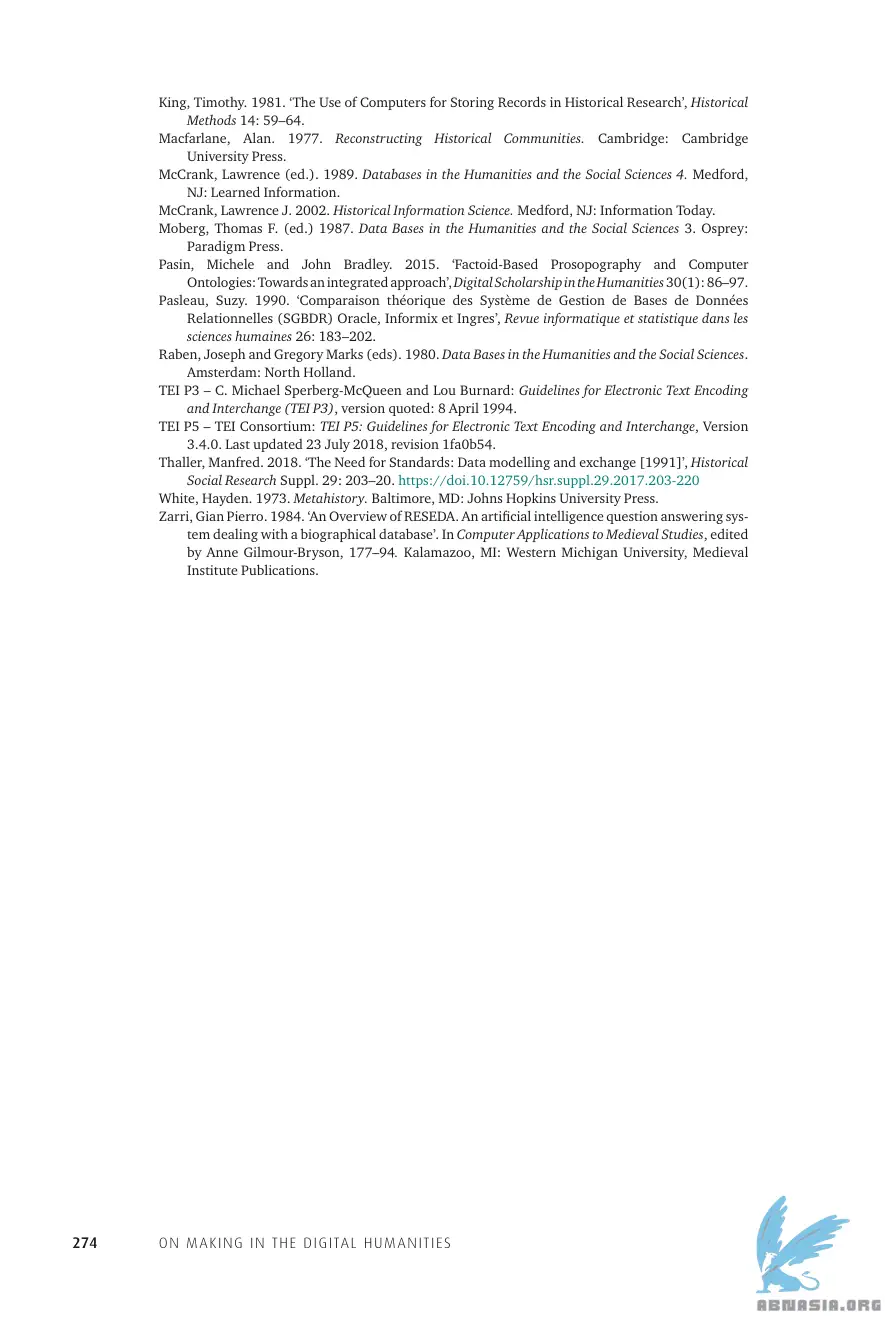 King, Timothy. 1981. ‘The Use of Computers for Storing Records in Historical Research’, Historical
Methods 14: 59–64.
Macfarlane, Alan. 1977. Reconstructing Historical Communities. Cambridge: Cambridge
University Press.
McCrank, Lawrence (ed.). 1989. Databases in the Humanities and the Social Sciences 4. Medford,
NJ: Learned Information.
McCrank, Lawrence J. 2002. Historical Information Science. Medford, NJ: Information Today.
Moberg, Thomas F. (ed.) 1987. Data Bases in the Humanities and the Social Sciences 3. Osprey:
Paradigm Press.
Pasin, Michele and John Bradley. 2015. ‘Factoid-Based Prosopography and Computer
Ontologies: Towards an integrated approach’, Digital Scholarship in the Humanities 30(1): 86–97.
Pasleau, Suzy. 1990. ‘Comparaison théorique des Système de Gestion de Bases de Données
Relationnelles (SGBDR) Oracle, Informix et Ingres’, Revue informatique et statistique dans les
sciences humaines 26: 183–202.
Raben, Joseph and Gregory Marks (eds). 1980. Data Bases in the Humanities and the Social Sciences.
Amsterdam: North Holland.
TEI P3 – C. Michael Sperberg-McQueen and Lou Burnard: Guidelines for Electronic Text Encoding
and Interchange (TEI P3), version quoted: 8 April 1994.
TEI P5 – TEI Consortium: TEI P5: Guidelines for Electronic Text Encoding and Interchange, Version
3.4.0. Last updated 23 July 2018, revision 1fa0b54.
Thaller, Manfred. 2018. ‘The Need for Standards: Data modelling and exchange [1991]’, Historical
Social Research Suppl. 29: 203–20. https://doi.org/10.12759/hsr.suppl.29.2017.203-220
White, Hayden. 1973. Metahistory. Baltimore, MD: Johns Hopkins University Press.
Zarri, Gian Pierro. 1984. ‘An Overview of RESEDA. An artificial intelligence question answering sys-
tem dealing with a biographical database’. In Computer Applications to Medieval Studies, edited
by Anne Gilmour-Bryson, 177–94. Kalamazoo, MI: Western Michigan University, Medieval
Institute Publications.
274 ON MAKING IN THE DIGITAL HUMANITIES
ABNASIA.ORG